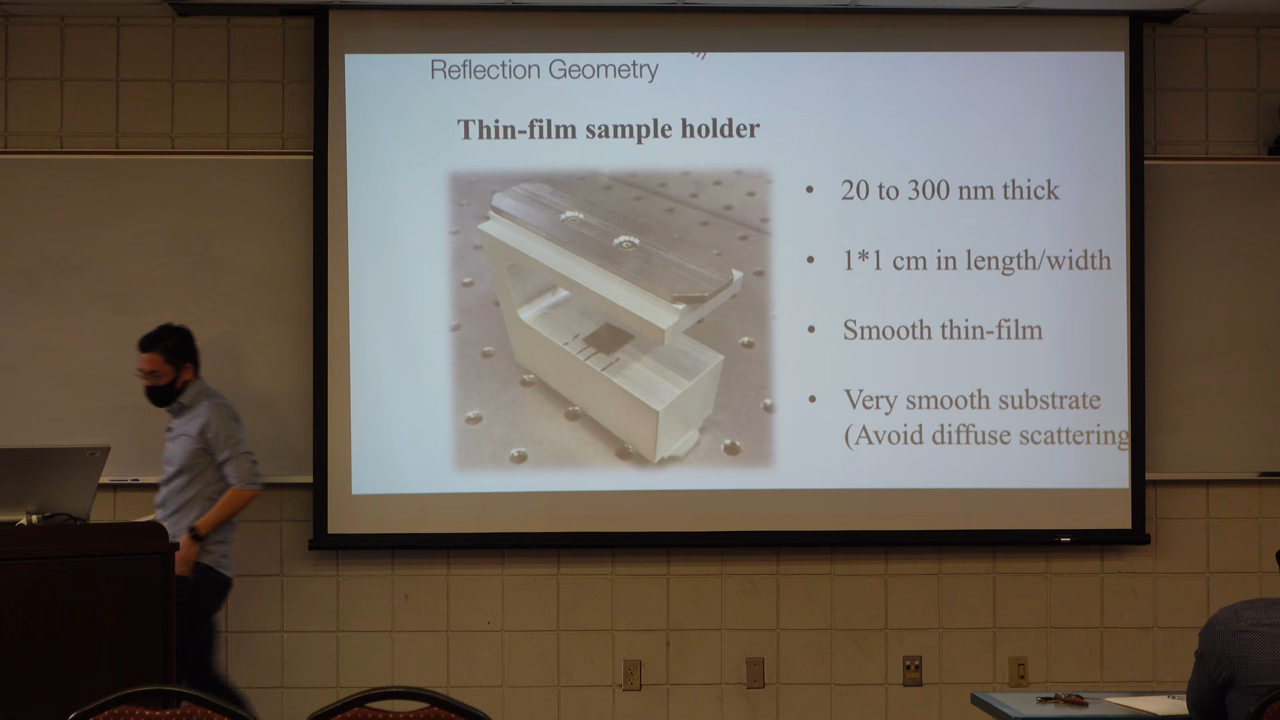 Reflection Geometry
Thin-film sample holder
• 20 to 300 nm thick
• 1*1 cm in length/width
• Smooth thin-film
• Very smooth substrate
(Avoid diffuse scattering